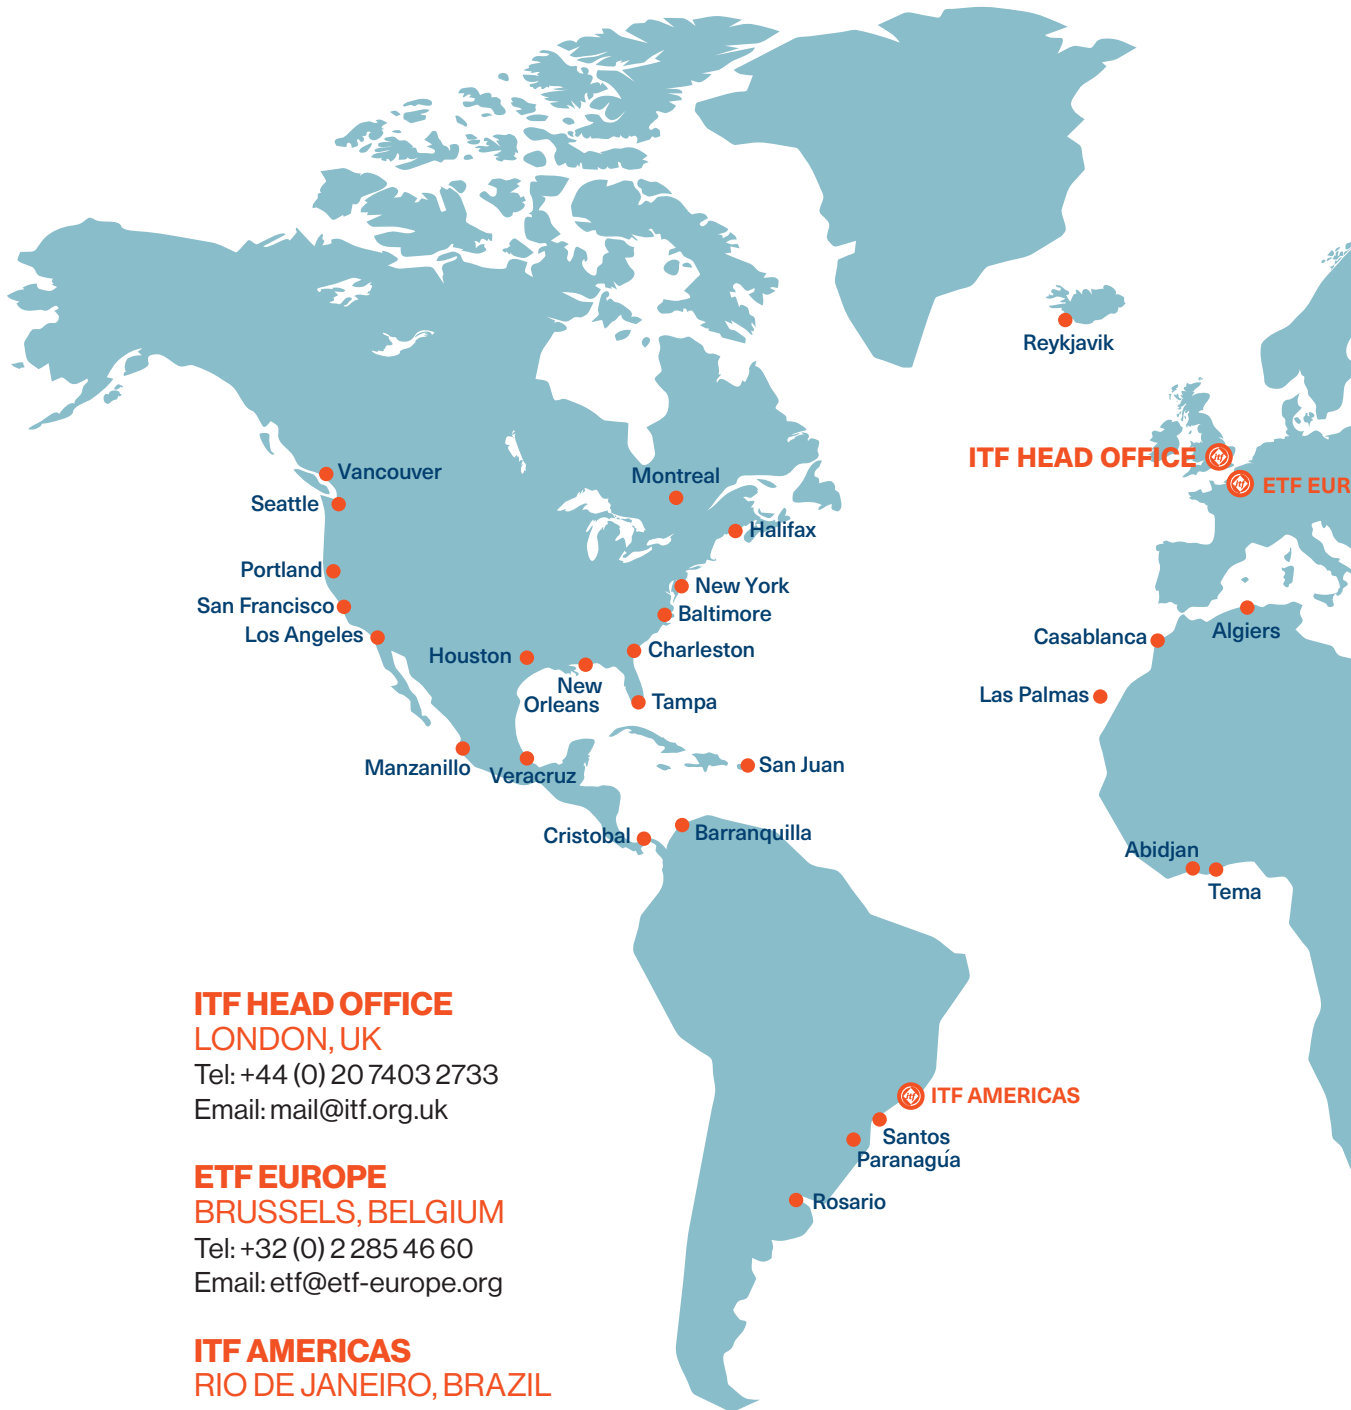 Reykjavik
ITF HEAD OFFICE
ETF EUR
Vancouver
Montreal
Seattle
Halifax
Portland
New York
San Francisco
Baltimore
Los Angeles
Casablanca
Algiers
Houston
Charleston
New
Orleans
Tampa
Las Palmas
Manzanillo
Veracruz
San Juan
Cristobal
Barranquilla
Abidjan
Tema
ITF HEAD OFFICE
LONDON, UK
Tel: +44 (0) 20 7403 2733
Email: mail@itf.org.uk
ITF AMERICAS
Santos
Paranagúa
Rosario
ETF EUROPE
BRUSSELS, BELGIUM
Tel: +32 (0) 2 285 46 60
Email: etf@etf-europe.org
ITF AMERICAS
RIO DE JANEIRO, BRAZIL